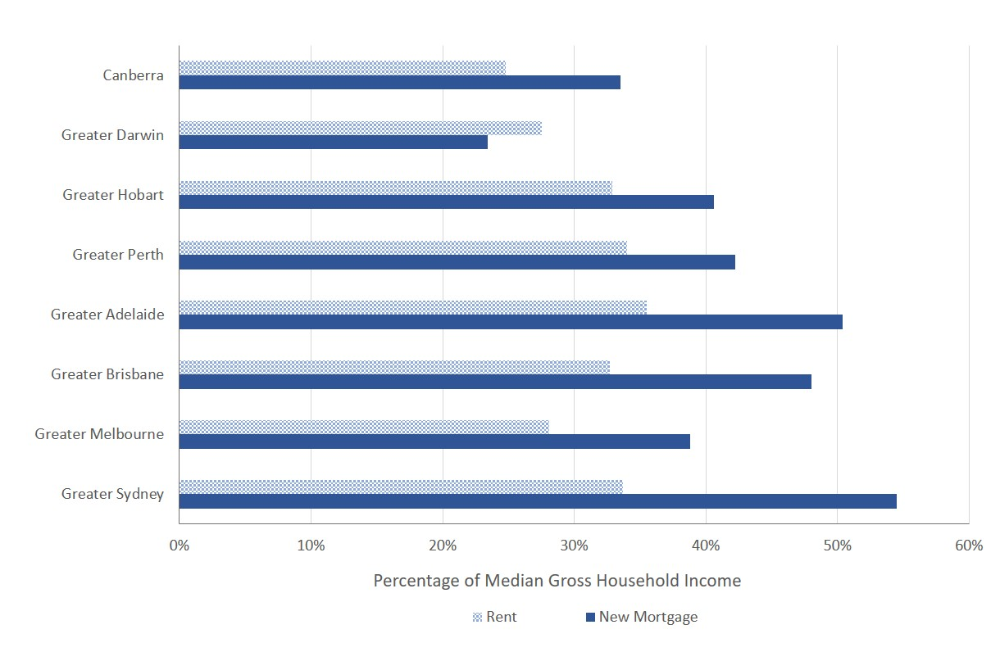 Canberra
Greater Darwin
Greater Hobart
Greater Perth
Greater Adelaide
Greater Brisbane
Greater Melbourne
Greater Sydney
0% 10% 20% 30% 40% 50% 60%
Percentage of Median Gross Household Income
Rent New Mortgage